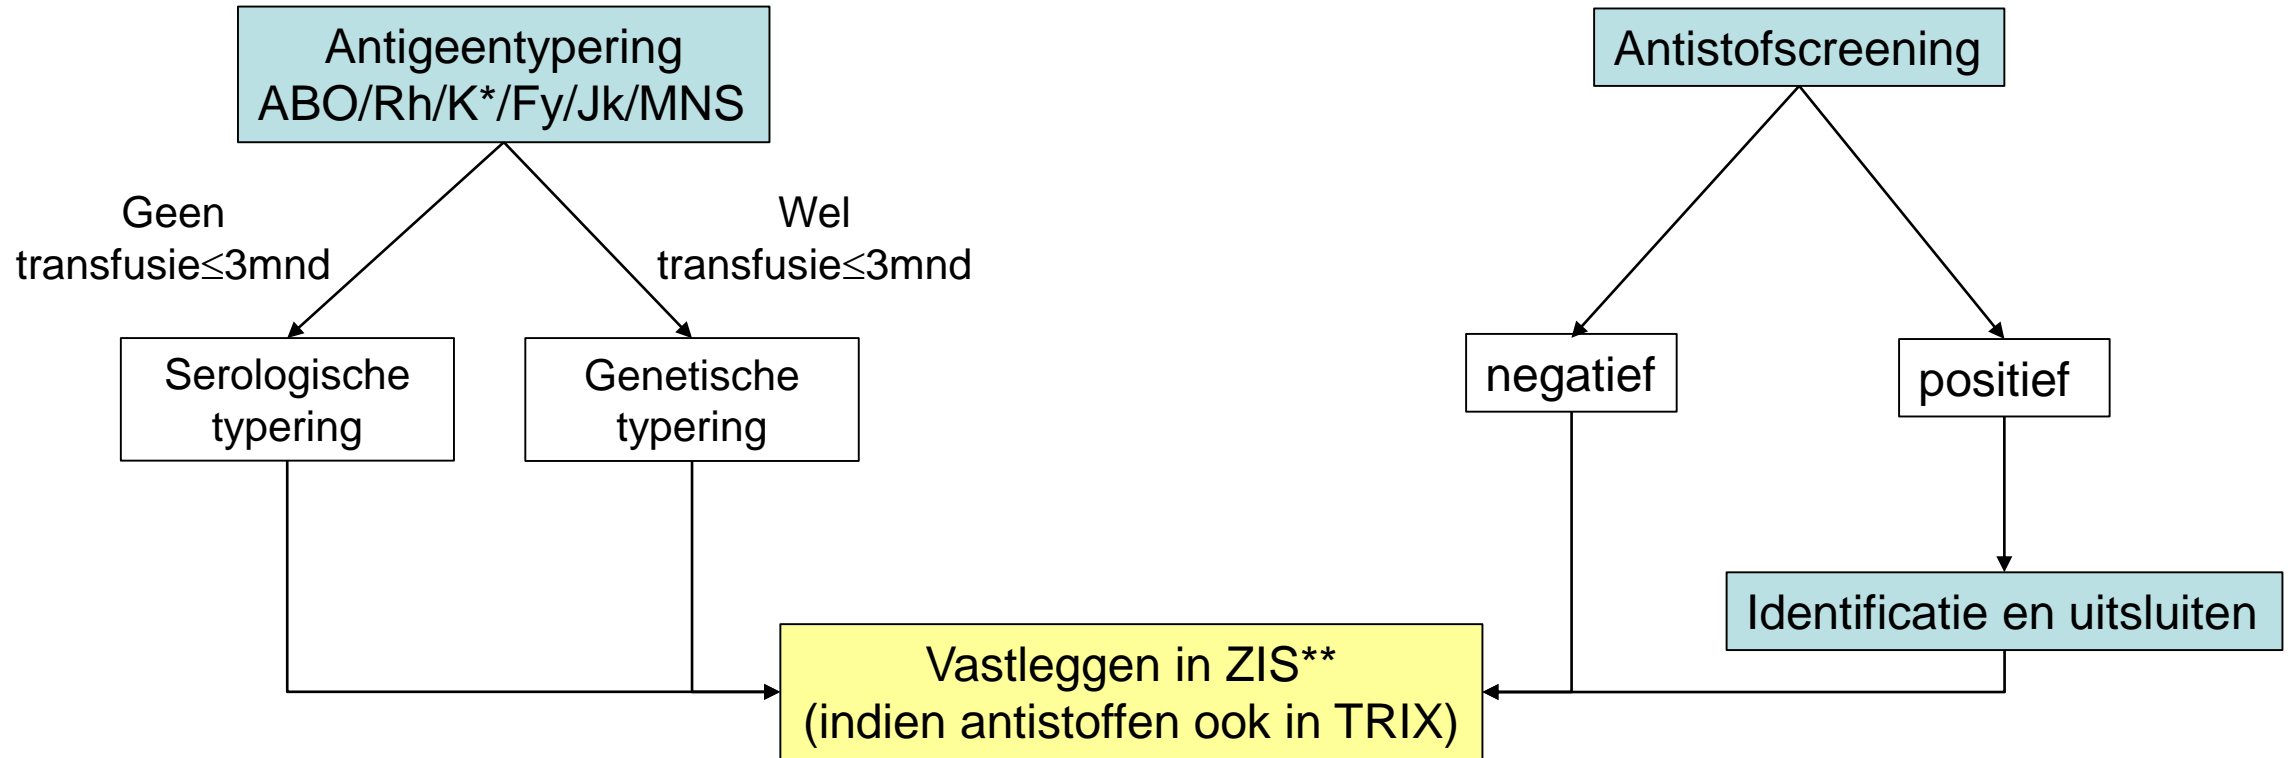 Antigeentypering
ABO/Rh/K*/Fy/Jk/MNS
Antistofscreening
Geen
transfusie≤3mnd
Wel
transfusie≤3mnd
Serologische
typering
Genetische
typering
negatief
positief
Identificatie en uitsluiten
Vastleggen in ZIS**
(indien antistoffen ook in TRIX)